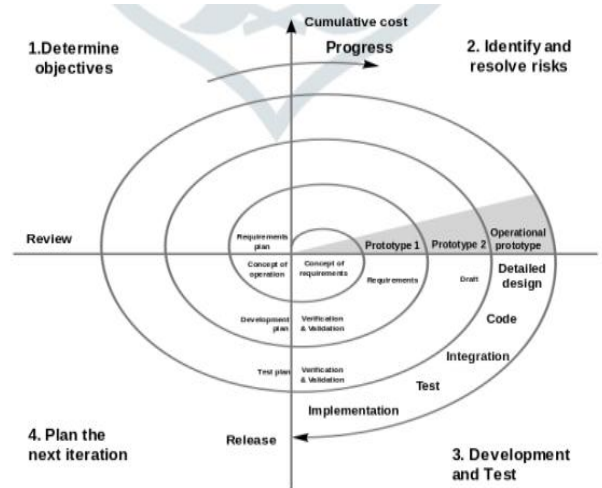 Cumulative cost
Progress
1.Determine
objectives
2. Identify and
resolve risks
Review
Requirements
plan
Prototype 1
Prototype 2
Operational
prototype
Concept of
operation
Concept of
requirements
Requirements
Draft
Detailed
design
Development
plan
Verification
& Validation
Code
Integration
Test plan
Verification
& Validation
Test
Implementation
Release
4. Plan the
next iteration
3. Development
and Test